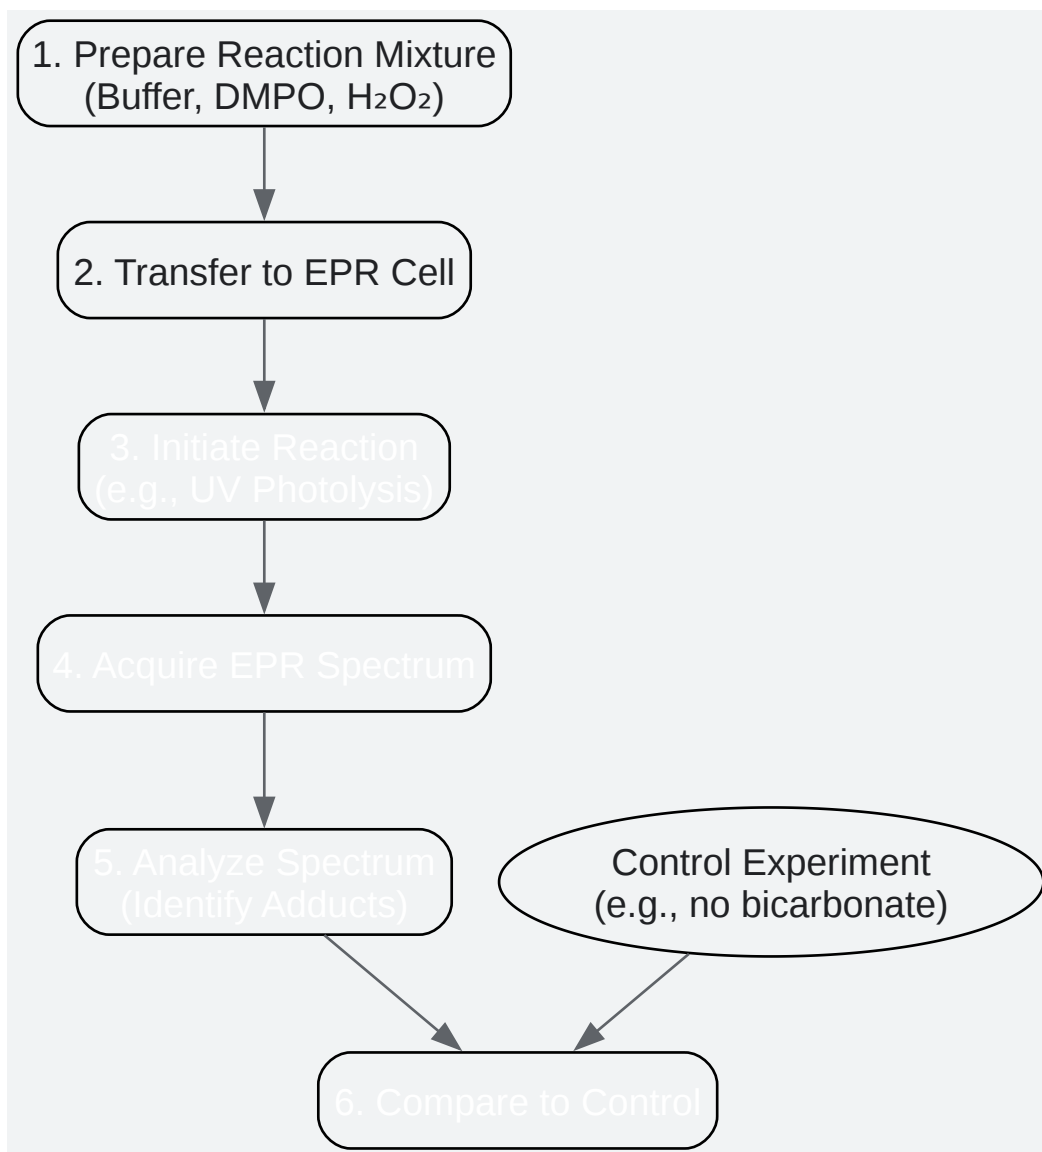 1. Prepare Reaction Mixture
(Buffer, DMPO, H₂O₂)
2. Transfer to EPR Cell
3. Initiate Reaction
(e.g., UV Photolysis)
4. Acquire EPR Spectrum
5. Analyze Spectrum
(Identify Adducts)
Control Experiment
(e.g., no bicarbonate)
6. Compare to Control